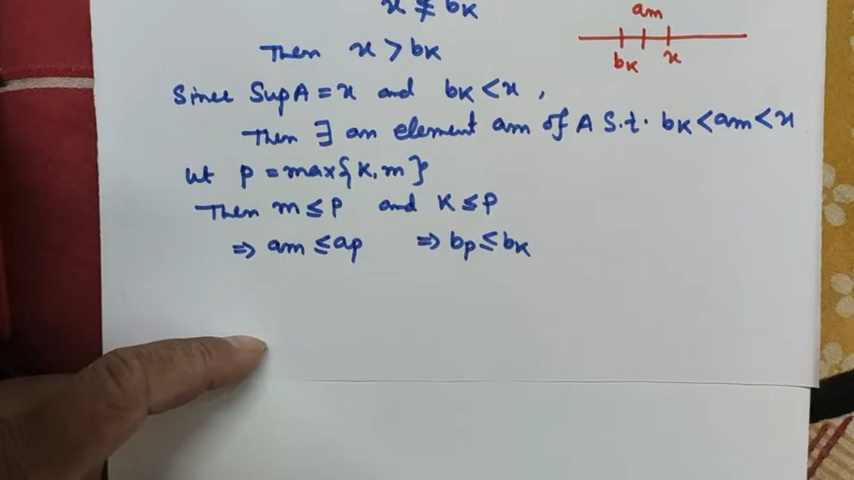 x ≰ bK
am
Then x > bK
bK x
Since SupA = x and bK < x ,
Then ∃ an element am of A S.t. bK < am < x
Let p = max{K, m}
Then m ≤ p and K ≤ p
⇒ am ≤ ap ⇒ bp ≤ bK